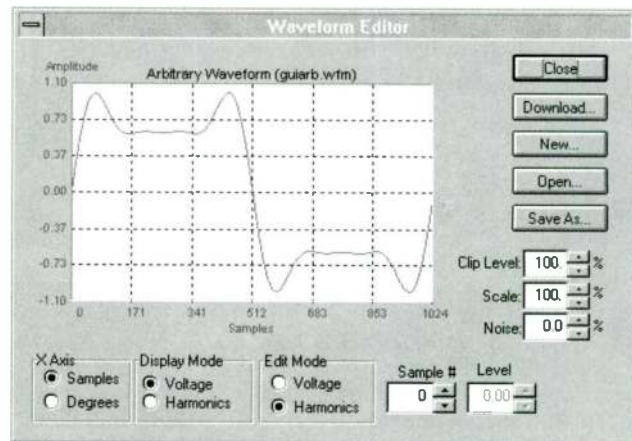 Waveform Editor
Amplitude
Arbitrary Waveform (guiarb.wfm)
1.10
0.73
0.37
0.00
-0.37
-0.73
-1.10
0 171 341 512 683 853 1024
Samples
Close
Download...
New...
Open...
Save As...
Clip Level: 100. %
Scale: 100. %
Noise: 0.0 %
X Axis
Samples
Degrees
Display Mode
Voltage
Harmonics
Edit Mode
Voltage
Harmonics
Sample #
0
Level
0.00